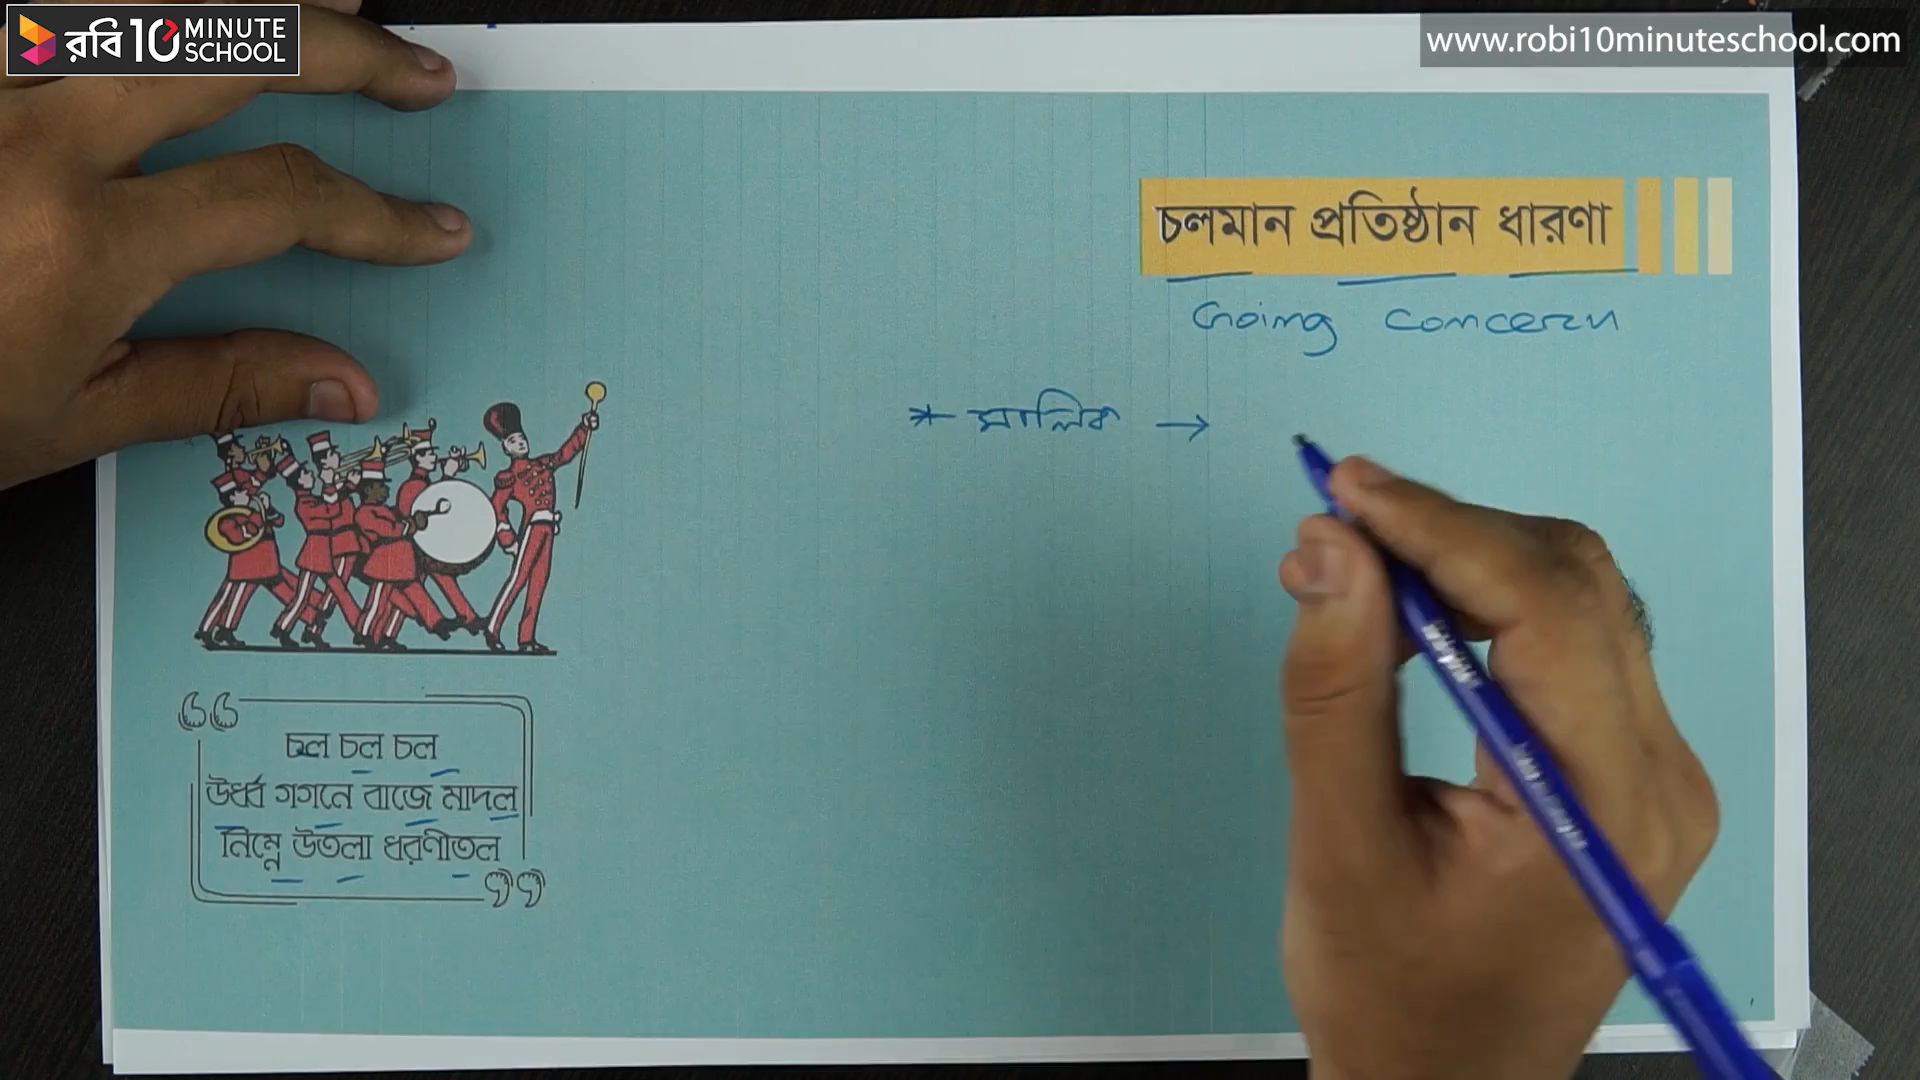 রবি 10 MINUTE SCHOOL
www.robi10minuteschool.com
চলমান প্রতিষ্ঠান ধারণা
Going Concern
* মালিক →
“
চল চল চল
উর্ধ্ব গগনে বাজে মাদল
নিম্নে উতলা ধরণীতল
”